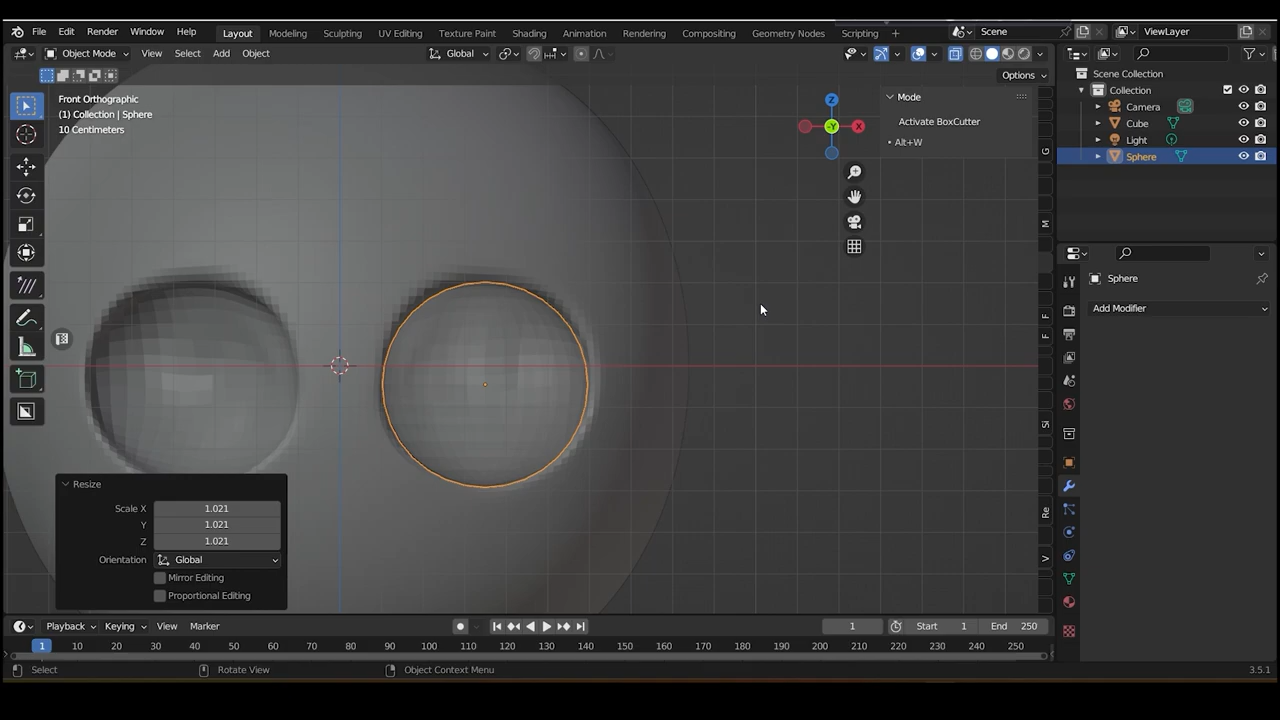 File Edit Render Window Help Layout Modeling Sculpting UV Editing Texture Paint Shading Animation Rendering Compositing Geometry Nodes Scripting + Scene ViewLayer
Object Mode View Select Add Object Global
Options
Front Orthographic
(1) Collection | Sphere
10 Centimeters
Mode
Activate BoxCutter
• Alt+W
Z
-Y
X
G
M
F
F
Si
Re
V
Scene Collection
Collection
Camera
Cube
Light
Sphere
Sphere
Add Modifier
Resize
Scale X 1.021
Y 1.021
Z 1.021
Orientation Global
Mirror Editing
Proportional Editing
Playback Keying View Marker 1 Start 1 End 250
1 10 20 30 40 50 60 70 80 90 100 110 120 130 140 150 160 170 180 190 200 210 220 230 240 250
Select Rotate View Object Context Menu 3.5.1